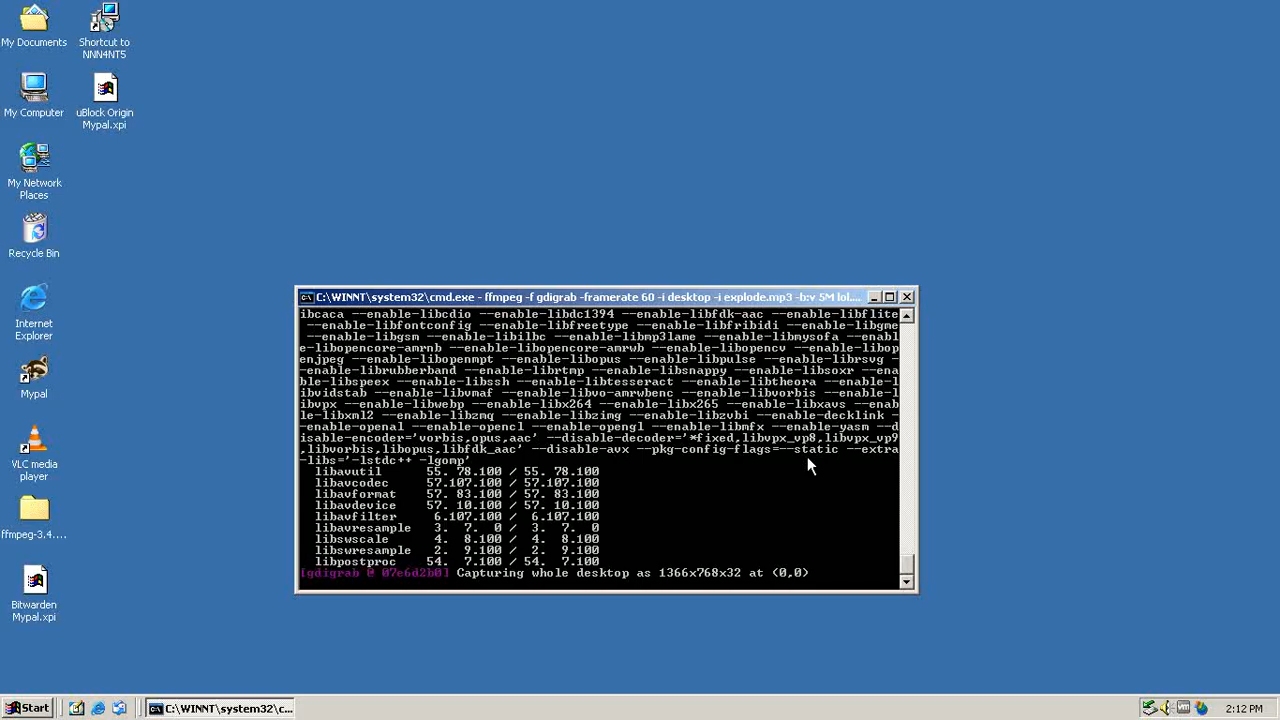 My Documents
Shortcut to
NNN4NT5
My Computer
uBlock Origin
Mypal.xpi
My Network
Places
Recycle Bin
Internet
Explorer
Mypal
VLC media
player
ffmpeg-3.4....
Bitwarden
Mypal.xpi
C:\WINNT\system32\cmd.exe - ffmpeg -f gdigrab -framerate 60 -i desktop -i explode.mp3 -b:v 5M lol....
ibcaca --enable-libcdio --enable-libdc1394 --enable-libfdk-aac --enable-libflite
--enable-libfontconfig --enable-libfreetype --enable-libfribidi --enable-libgme
--enable-libgsm --enable-libilbc --enable-libmp3lame --enable-libmysofa --enabl
e-libopencore-amrnb --enable-libopencore-amrwb --enable-libopencv --enable-libop
enjpeg --enable-libopenmpt --enable-libopus --enable-libpulse --enable-librsvg -
-enable-librubberband --enable-librtmp --enable-libsnappy --enable-libsoxr --ena
ble-libspeex --enable-libssh --enable-libtesseract --enable-libtheora --enable-l
ibvidstab --enable-libvmaf --enable-libvo-amrwbenc --enable-libvorbis --enable-l
ibvpx --enable-libwebp --enable-libx264 --enable-libx265 --enable-libxavs --enab
le-libxml2 --enable-libzmq --enable-libzimg --enable-libzvbi --enable-decklink -
-enable-openal --enable-opencl --enable-opengl --enable-libmfx --enable-yasm --d
isable-encoder='vorbis,opus,aac' --disable-decoder='*fixed,libvpx_vp8,libvpx_vp9
,libvorbis,libopus,libfdk_aac' --disable-avx --pkg-config-flags=--static --extra
-libs='-lstdc++ -lgomp'
libavutil 55. 78.100 / 55. 78.100
libavcodec 57.107.100 / 57.107.100
libavformat 57. 83.100 / 57. 83.100
libavdevice 57. 10.100 / 57. 10.100
libavfilter 6.107.100 / 6.107.100
libavresample 3. 7. 0 / 3. 7. 0
libswscale 4. 8.100 / 4. 8.100
libswresample 2. 9.100 / 2. 9.100
libpostproc 54. 7.100 / 54. 7.100
[gdigrab @ 07e6d2b0] Capturing whole desktop as 1366x768x32 at (0,0)
Start
C:\WINNT\system32\c...
2:12 PM